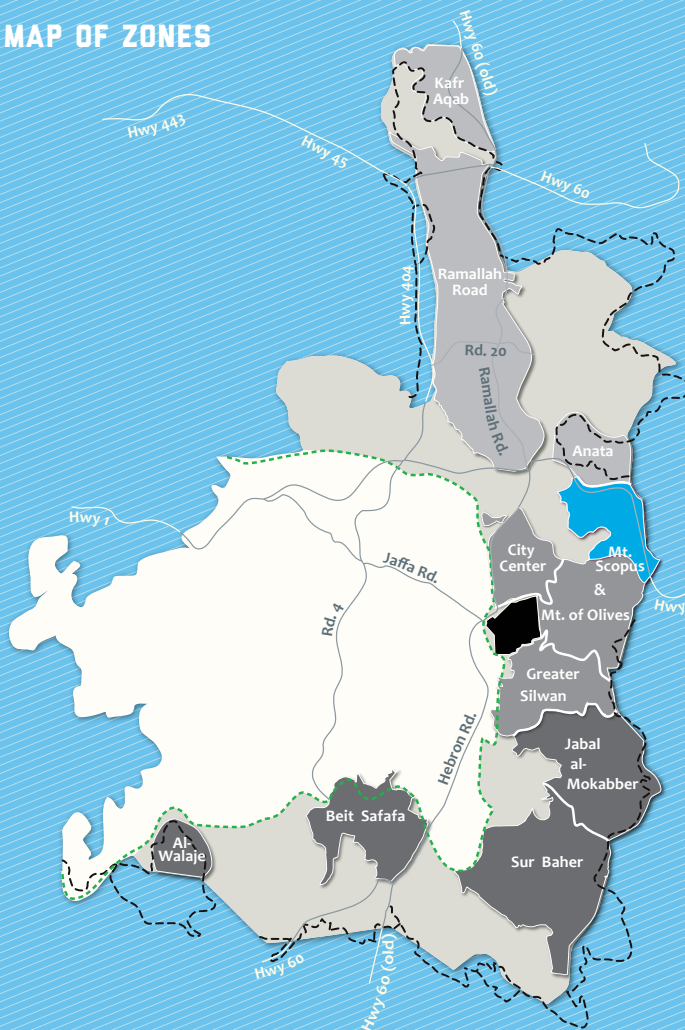 MAP OF ZONES
Hwy 60 (old)
Kafr
Aqab
Hwy 443
Hwy 45
Hwy 60
Hwy 404
Ramallah
Road
Rd. 20
Ramallah Rd.
Anata
Hwy 1
City
Center
Mt.
Scopus
&
Mt. of Olives
Hwy
Jaffa Rd.
Rd. 4
Greater
Silwan
Hebron Rd.
Jabal
al-
Mokabber
Beit Safafa
Al-
Walaje
Sur Baher
Hwy 60
Hwy 60 (old)